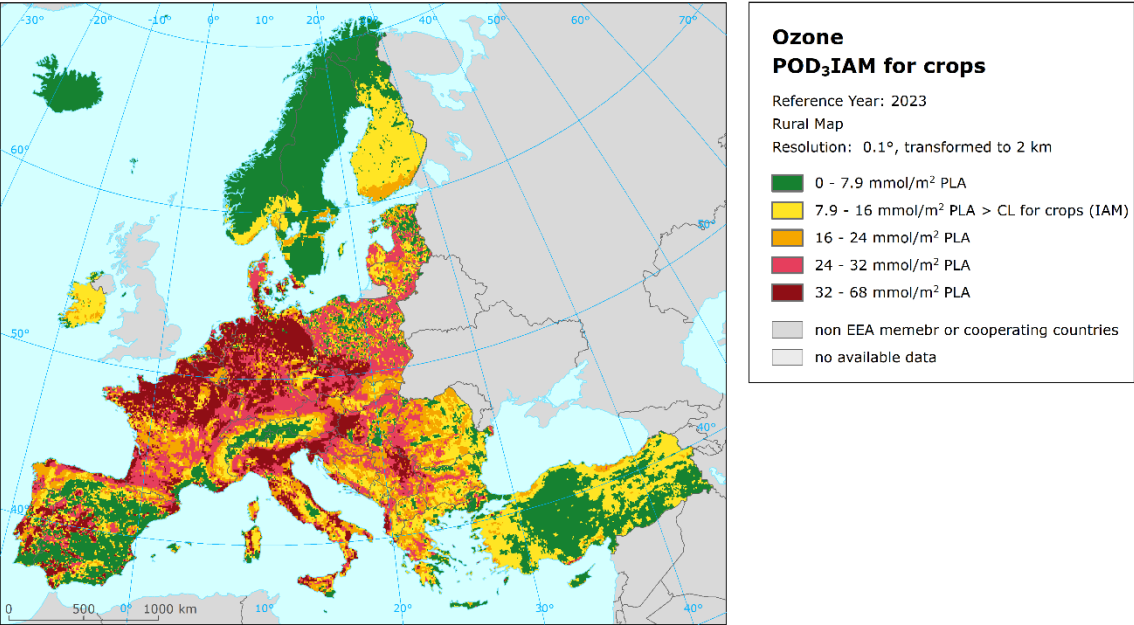 -30° -20° -10° 0° 10° 20° 30° 40° 50° 60° 70°
60°
50°
50°
40°
40°
0 500 1000 km
0° 10° 20° 30° 40°
Ozone
POD₃IAM for crops
Reference Year: 2023
Rural Map
Resolution: 0.1°, transformed to 2 km
0 - 7.9 mmol/m² PLA
7.9 - 16 mmol/m² PLA > CL for crops (IAM)
16 - 24 mmol/m² PLA
24 - 32 mmol/m² PLA
32 - 68 mmol/m² PLA
non EEA memebr or cooperating countries
no available data